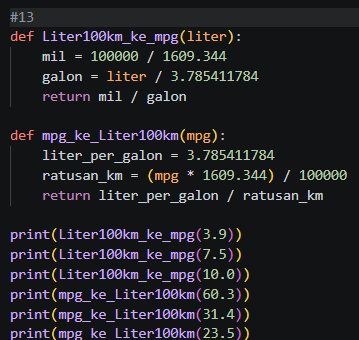 #13
def Liter100km_ke_mpg(liter):
    mil = 100000 / 1609.344
    galon = liter / 3.785411784
    return mil / galon

def mpg_ke_Liter100km(mpg):
    liter_per_galon = 3.785411784
    ratusan_km = (mpg * 1609.344) / 100000
    return liter_per_galon / ratusan_km

print(Liter100km_ke_mpg(3.9))
print(Liter100km_ke_mpg(7.5))
print(Liter100km_ke_mpg(10.0))
print(mpg_ke_Liter100km(60.3))
print(mpg_ke_Liter100km(31.4))
print(mpg_ke_Liter100km(23.5))